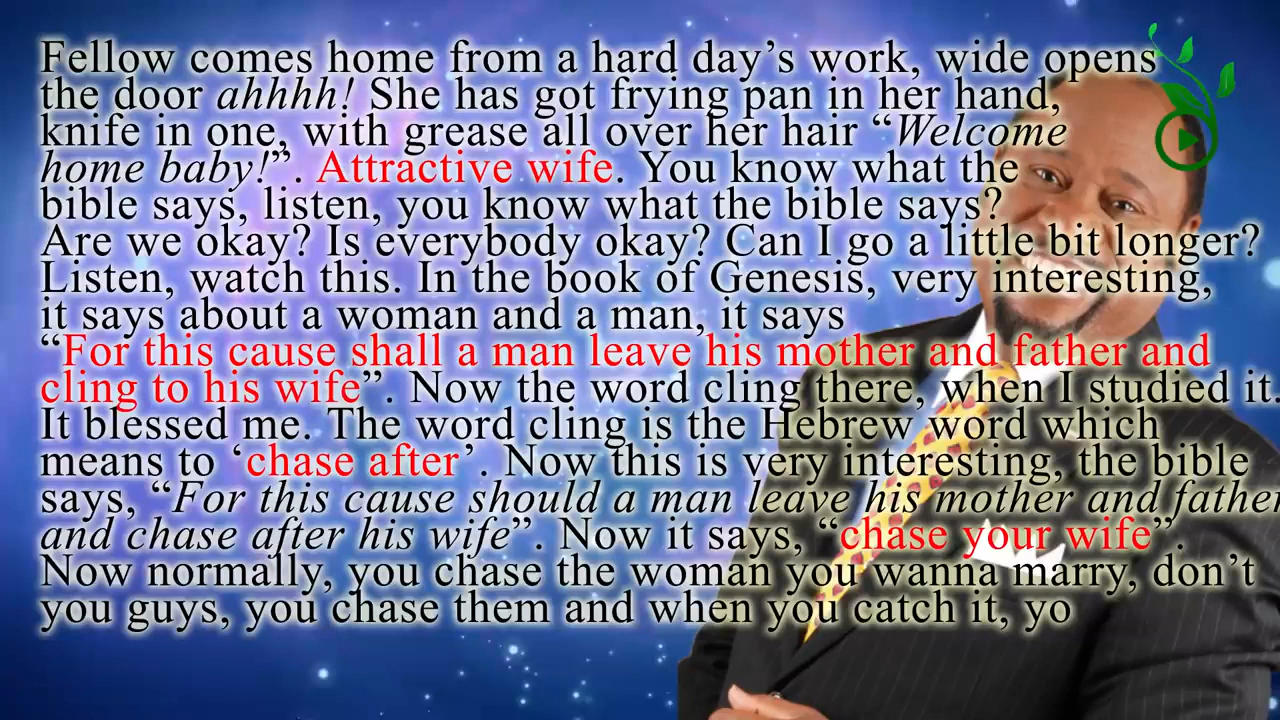 Fellow comes home from a hard day’s work, wide opens
the door ahhhh! She has got frying pan in her hand,
knife in one, with grease all over her hair “Welcome
home baby!”. Attractive wife. You know what the
bible says, listen, you know what the bible says?
Are we okay? Is everybody okay? Can I go a little bit longer?
Listen, watch this. In the book of Genesis, very interesting,
it says about a woman and a man, it says
“For this cause shall a man leave his mother and father and
cling to his wife”. Now the word cling there, when I studied it.
It blessed me. The word cling is the Hebrew word which
means to ‘chase after’. Now this is very interesting, the bible
says, “For this cause should a man leave his mother and father
and chase after his wife”. Now it says, “chase your wife”.
Now normally, you chase the woman you wanna marry, don’t
you guys, you chase them and when you catch it, yo